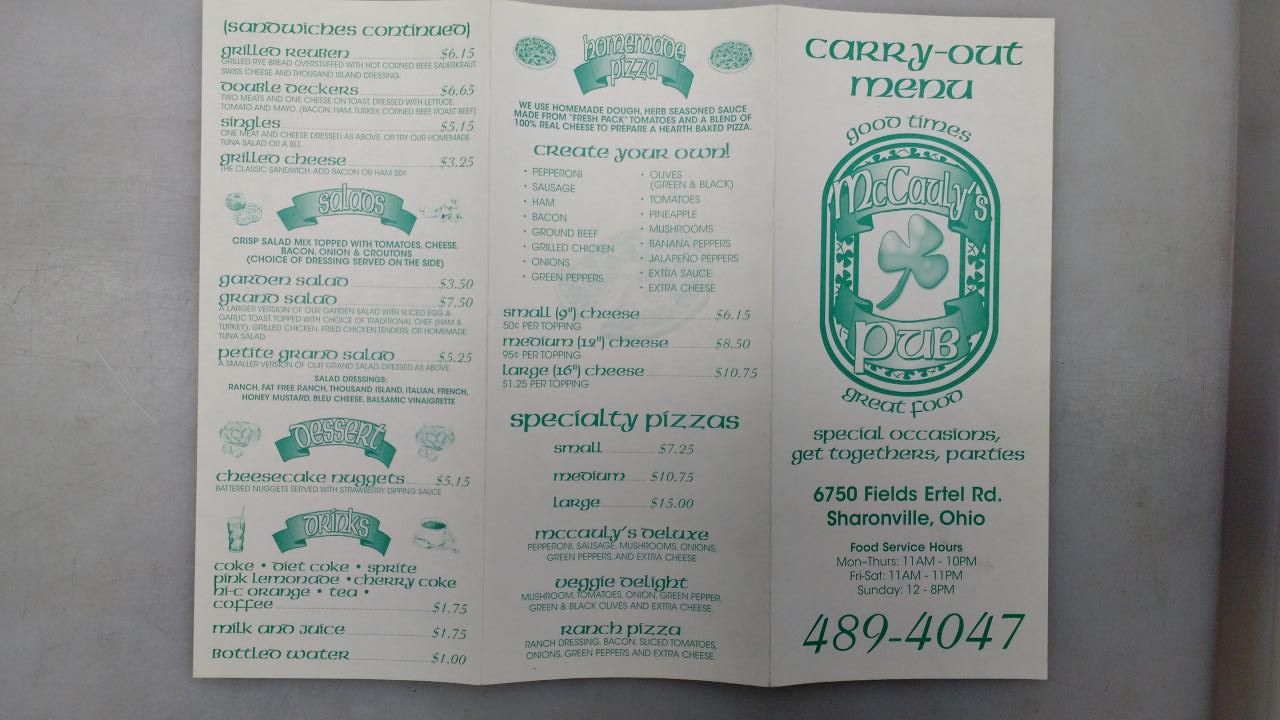 (sandwiches continued)
grilled reuben $6.15
GRILLED RYE BREAD OVERSTUFFED WITH HOT CORNED BEEF, SAUERKRAUT,
SWISS CHEESE AND THOUSAND ISLAND DRESSING.
double deckers $6.65
TWO MEATS AND ONE CHEESE ON TOAST, DRESSED WITH LETTUCE,
TOMATO AND MAYO. (BACON, HAM, TURKEY, CORNED BEEF, ROAST BEEF)
singles $5.15
ONE MEAT AND CHEESE DRESSED AS ABOVE, OR TRY OUR HOMEMADE
TUNA SALAD OR A BLT.
grilled cheese $3.25
THE CLASSIC SANDWICH, ADD BACON OR HAM 50¢
salads
CRISP SALAD MIX TOPPED WITH TOMATOES, CHEESE,
BACON, ONION & CROUTONS
(CHOICE OF DRESSING SERVED ON THE SIDE)
garden salad $3.50
grand salad $7.50
A LARGER VERSION OF OUR GARDEN SALAD WITH SLICED EGG &
GARLIC TOAST TOPPED WITH CHOICE OF TRADITIONAL CHEF (HAM &
TURKEY), GRILLED CHICKEN, FRIED CHICKEN TENDERS, OR HOMEMADE
TUNA SALAD.
petite grand salad $5.25
A SMALLER VERSION OF OUR GRAND SALAD, DRESSED AS ABOVE
SALAD DRESSINGS:
RANCH, FAT FREE RANCH, THOUSAND ISLAND, ITALIAN, FRENCH,
HONEY MUSTARD, BLEU CHEESE, BALSAMIC VINAIGRETTE
dessert
cheesecake nuggets $5.15
BATTERED NUGGETS SERVED WITH STRAWBERRY DIPPING SAUCE
drinks
coke • diet coke • sprite
pink lemonade • cherry coke
hi-c orange • tea •
coffee $1.75
milk and juice $1.75
bottled water $1.00
homemade
pizza
WE USE HOMEMADE DOUGH, HERB SEASONED SAUCE
MADE FROM "FRESH PACK" TOMATOES AND A BLEND OF
100% REAL CHEESE TO PREPARE A HEARTH BAKED PIZZA.
create your own!
• PEPPERONI
• SAUSAGE
• HAM
• BACON
• GROUND BEEF
• GRILLED CHICKEN
• ONIONS
• GREEN PEPPERS
• OLIVES
(GREEN & BLACK)
• TOMATOES
• PINEAPPLE
• MUSHROOMS
• BANANA PEPPERS
• JALAPEÑO PEPPERS
• EXTRA SAUCE
• EXTRA CHEESE
small (9") cheese $6.15
50¢ PER TOPPING
medium (12") cheese $8.50
95¢ PER TOPPING
large (16") cheese $10.75
$1.25 PER TOPPING
specialty pizzas
small $7.25
medium $10.75
large $15.00
mccauly's deluxe
PEPPERONI, SAUSAGE, MUSHROOMS, ONIONS,
GREEN PEPPERS, AND EXTRA CHEESE
veggie delight
MUSHROOM, TOMATOES, ONION, GREEN PEPPER,
GREEN & BLACK OLIVES AND EXTRA CHEESE.
ranch pizza
RANCH DRESSING, BACON, SLICED TOMATOES,
ONIONS, GREEN PEPPERS AND EXTRA CHEESE.
carry-out
menu
good times
McCauly's
Pub
great food
special occasions,
get togethers, parties
6750 Fields Ertel Rd.
Sharonville, Ohio
Food Service Hours
Mon-Thurs: 11AM - 10PM
Fri-Sat: 11AM - 11PM
Sunday: 12 - 8PM
489-4047